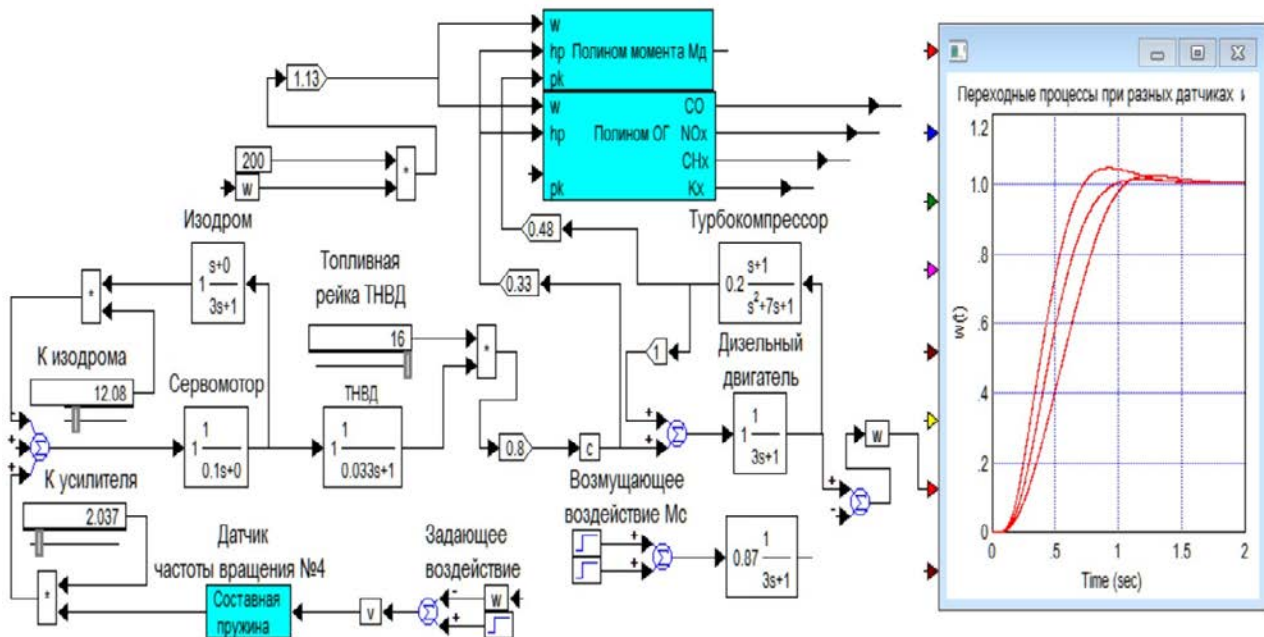 w
hp Полином момента Мд
pk
1.13
w CO
hp Полином ОГ NOx
CHx
pk Kx
200
*
w
Изодром
s+0
1
3s+1
*
К изодрома
12.08
Топливная
рейка ТНВД
16
*
0.48
0.33
Турбокомпрессор
s+1
0.2
s²+7s+1
1
Дизельный
двигатель
Сервомотор
1
1
0.1s+0
ТНВД
1
1
0.033s+1
0.8
c
+
+
Σ
1
1
3s+1
w
+
-
Σ
-
+
+
Σ
К усилителя
2.037
*
Датчик
частоты вращения №4
Составная
пружина
v
Задающее
воздействие
-
+
Σ
w
Возмущающее
воздействие Мс
+
+
Σ
1
0.87
3s+1
Переходные процессы при разных датчиках
1.2
1.0
.8
.6
.4
.2
0
w(t)
0 .5 1 1.5 2
Time (sec)